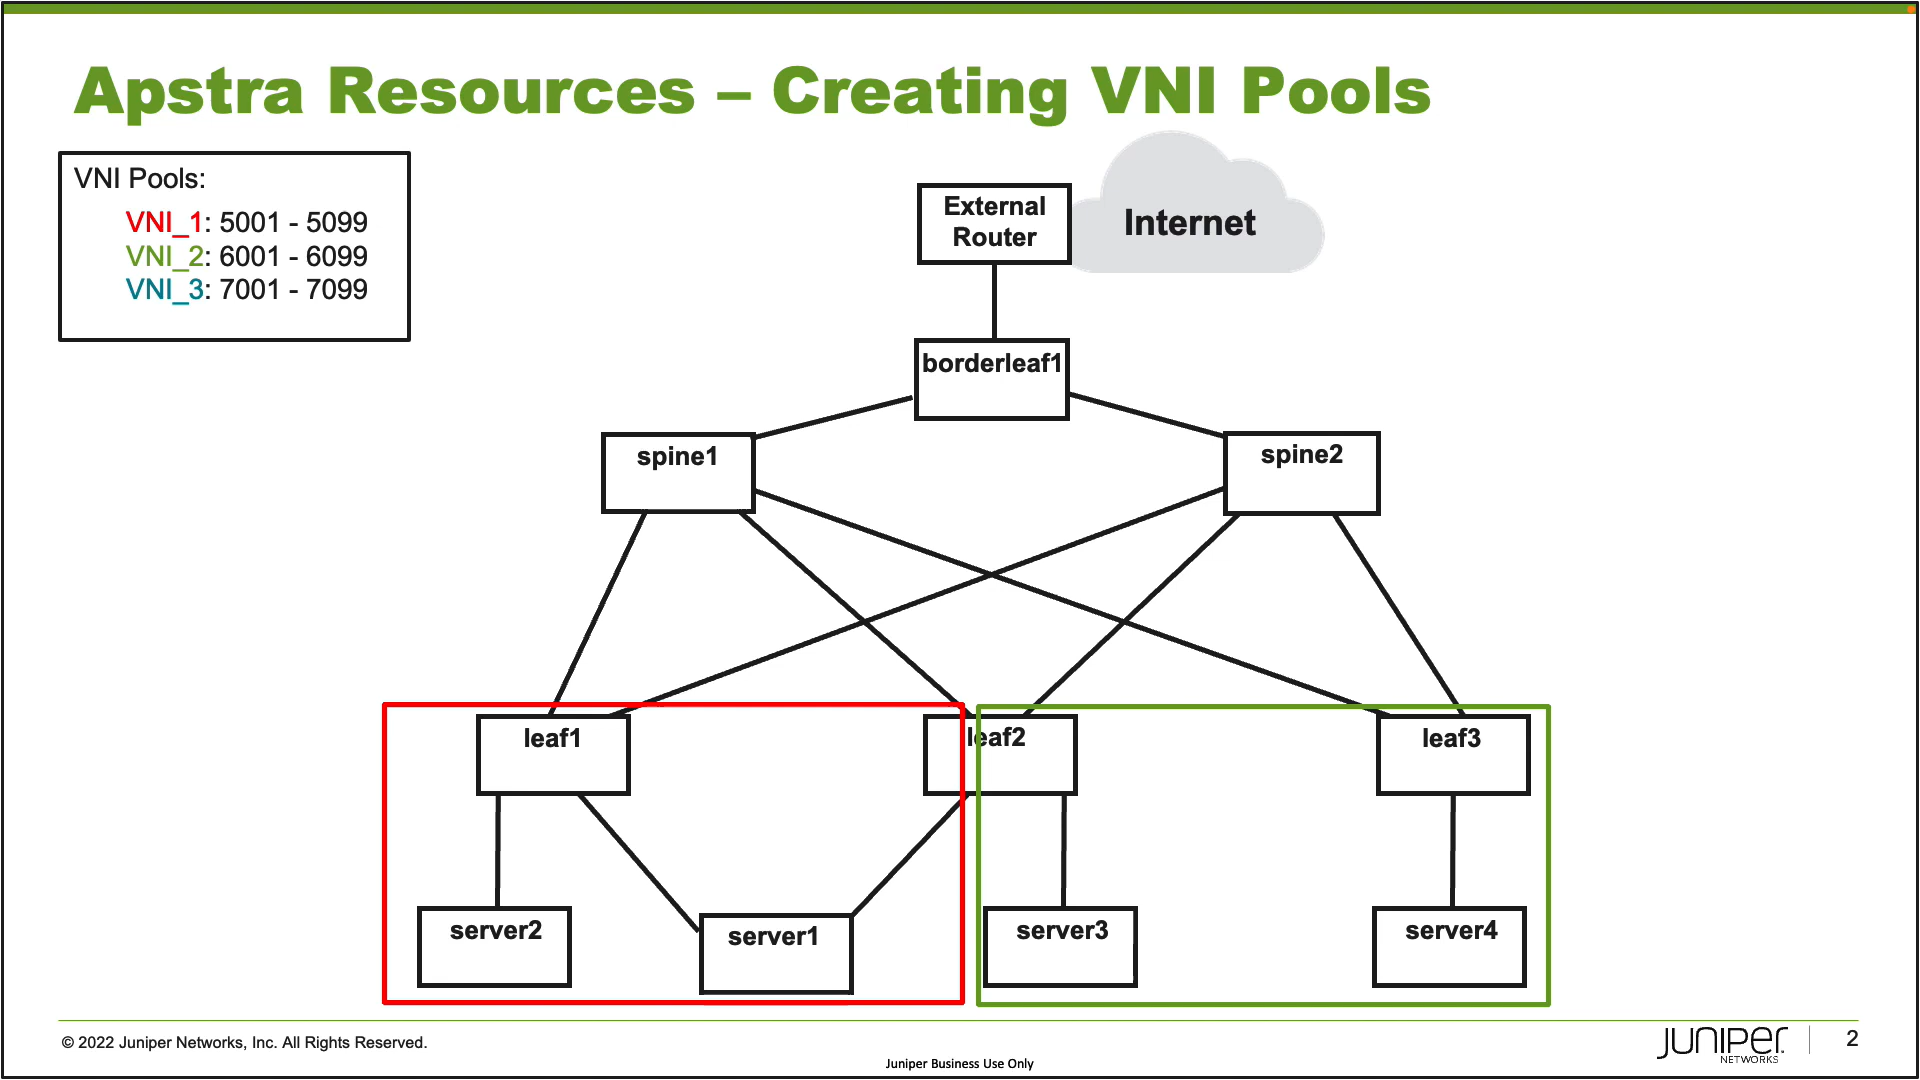 Apstra Resources – Creating VNI Pools
VNI Pools:
VNI_1: 5001 - 5099
VNI_2: 6001 - 6099
VNI_3: 7001 - 7099
External
Router
Internet
borderleaf1
spine1
spine2
leaf1
leaf2
leaf3
server2
server1
server3
server4
© 2022 Juniper Networks, Inc. All Rights Reserved.
Juniper Business Use Only
JUNIPER
NETWORKS
2